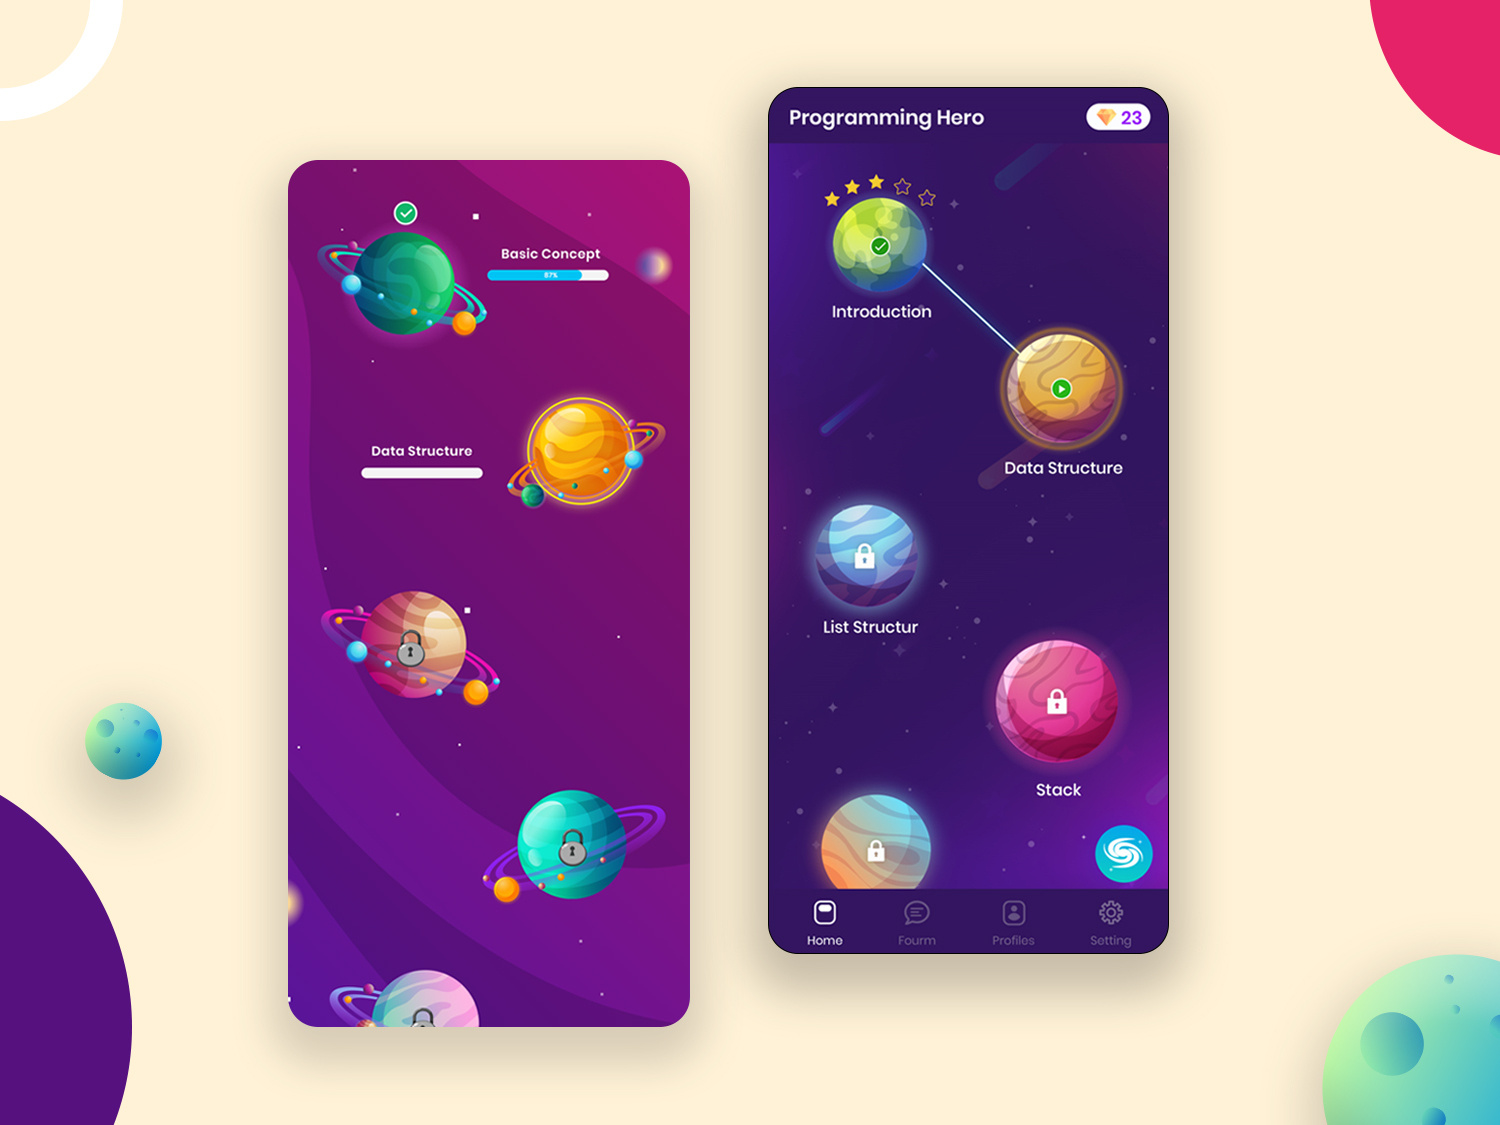 Basic Concept
87%
Data Structure
Programming Hero
23
Introduction
Data Structure
List Structur
Stack
Home
Fourm
Profiles
Setting